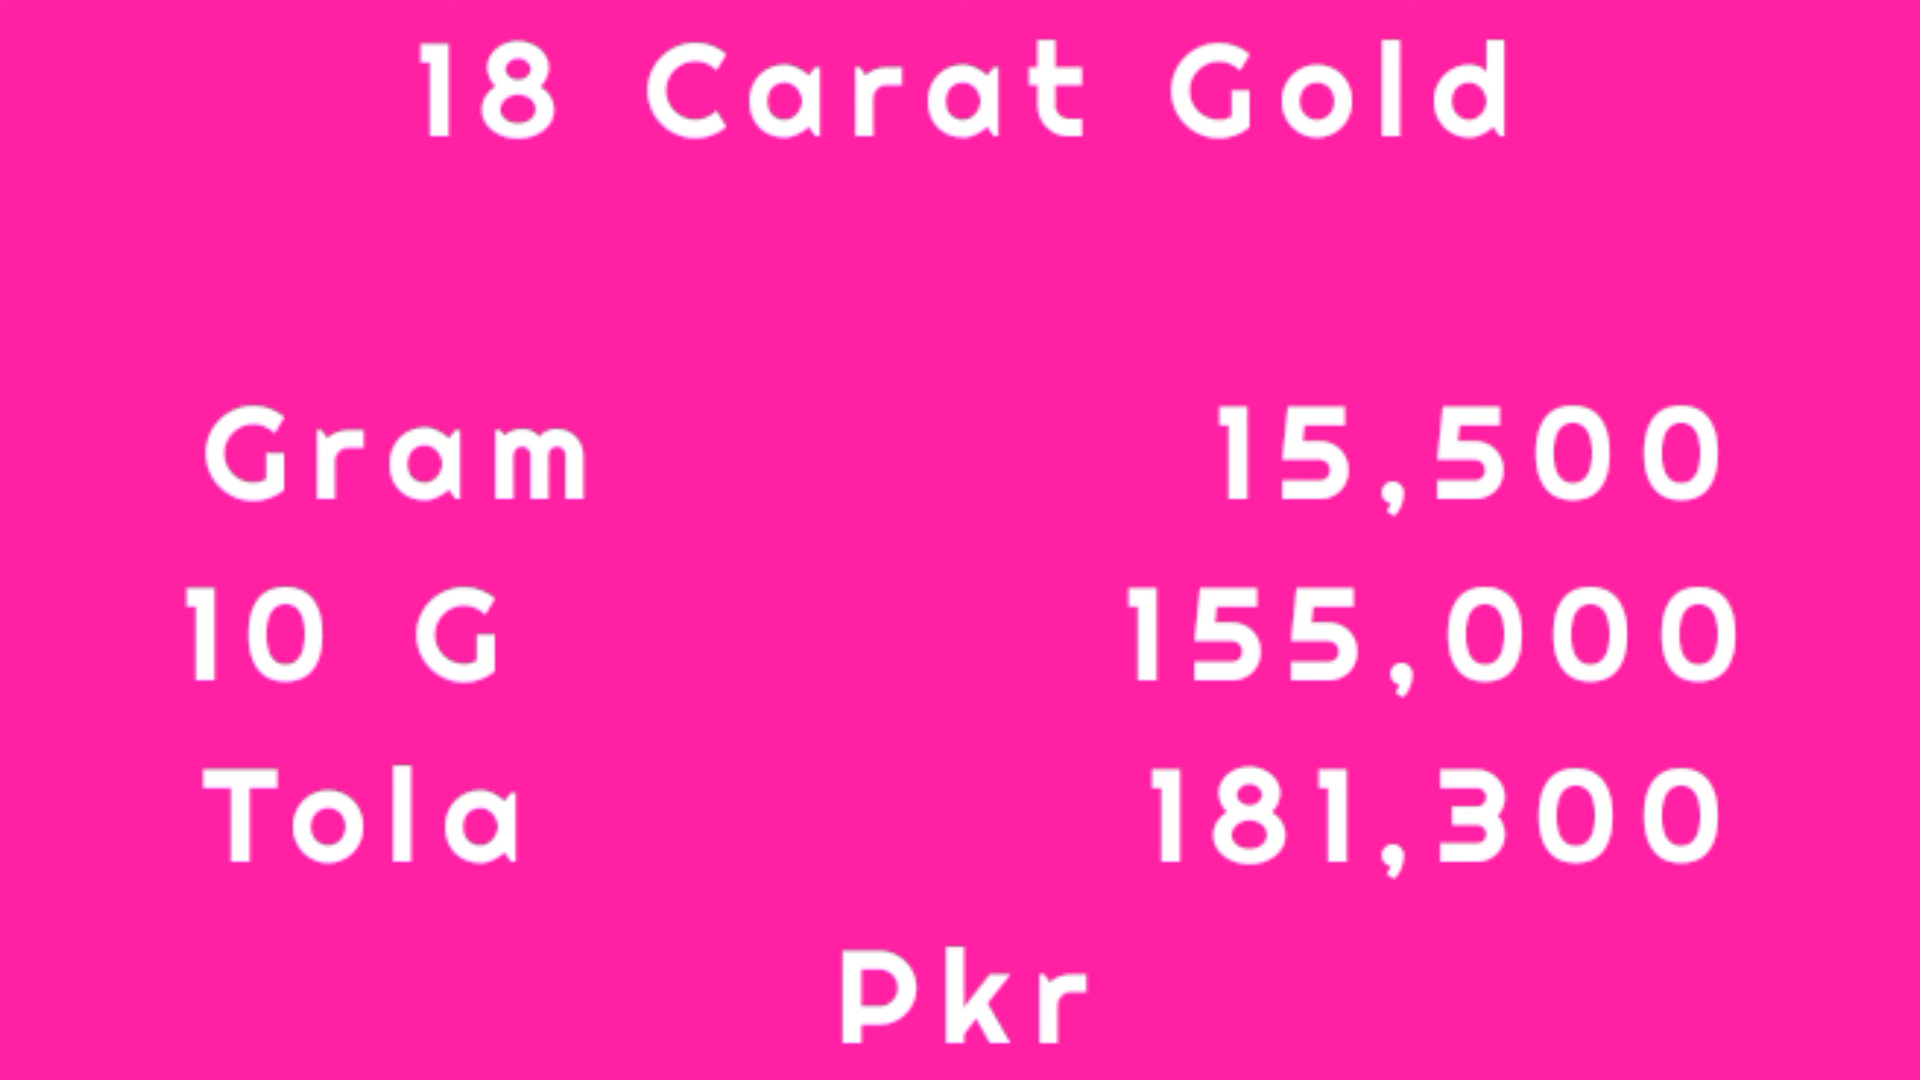 18 Carat Gold
Gram 15,500
10 G 155,000
Tola 181,300
Pkr